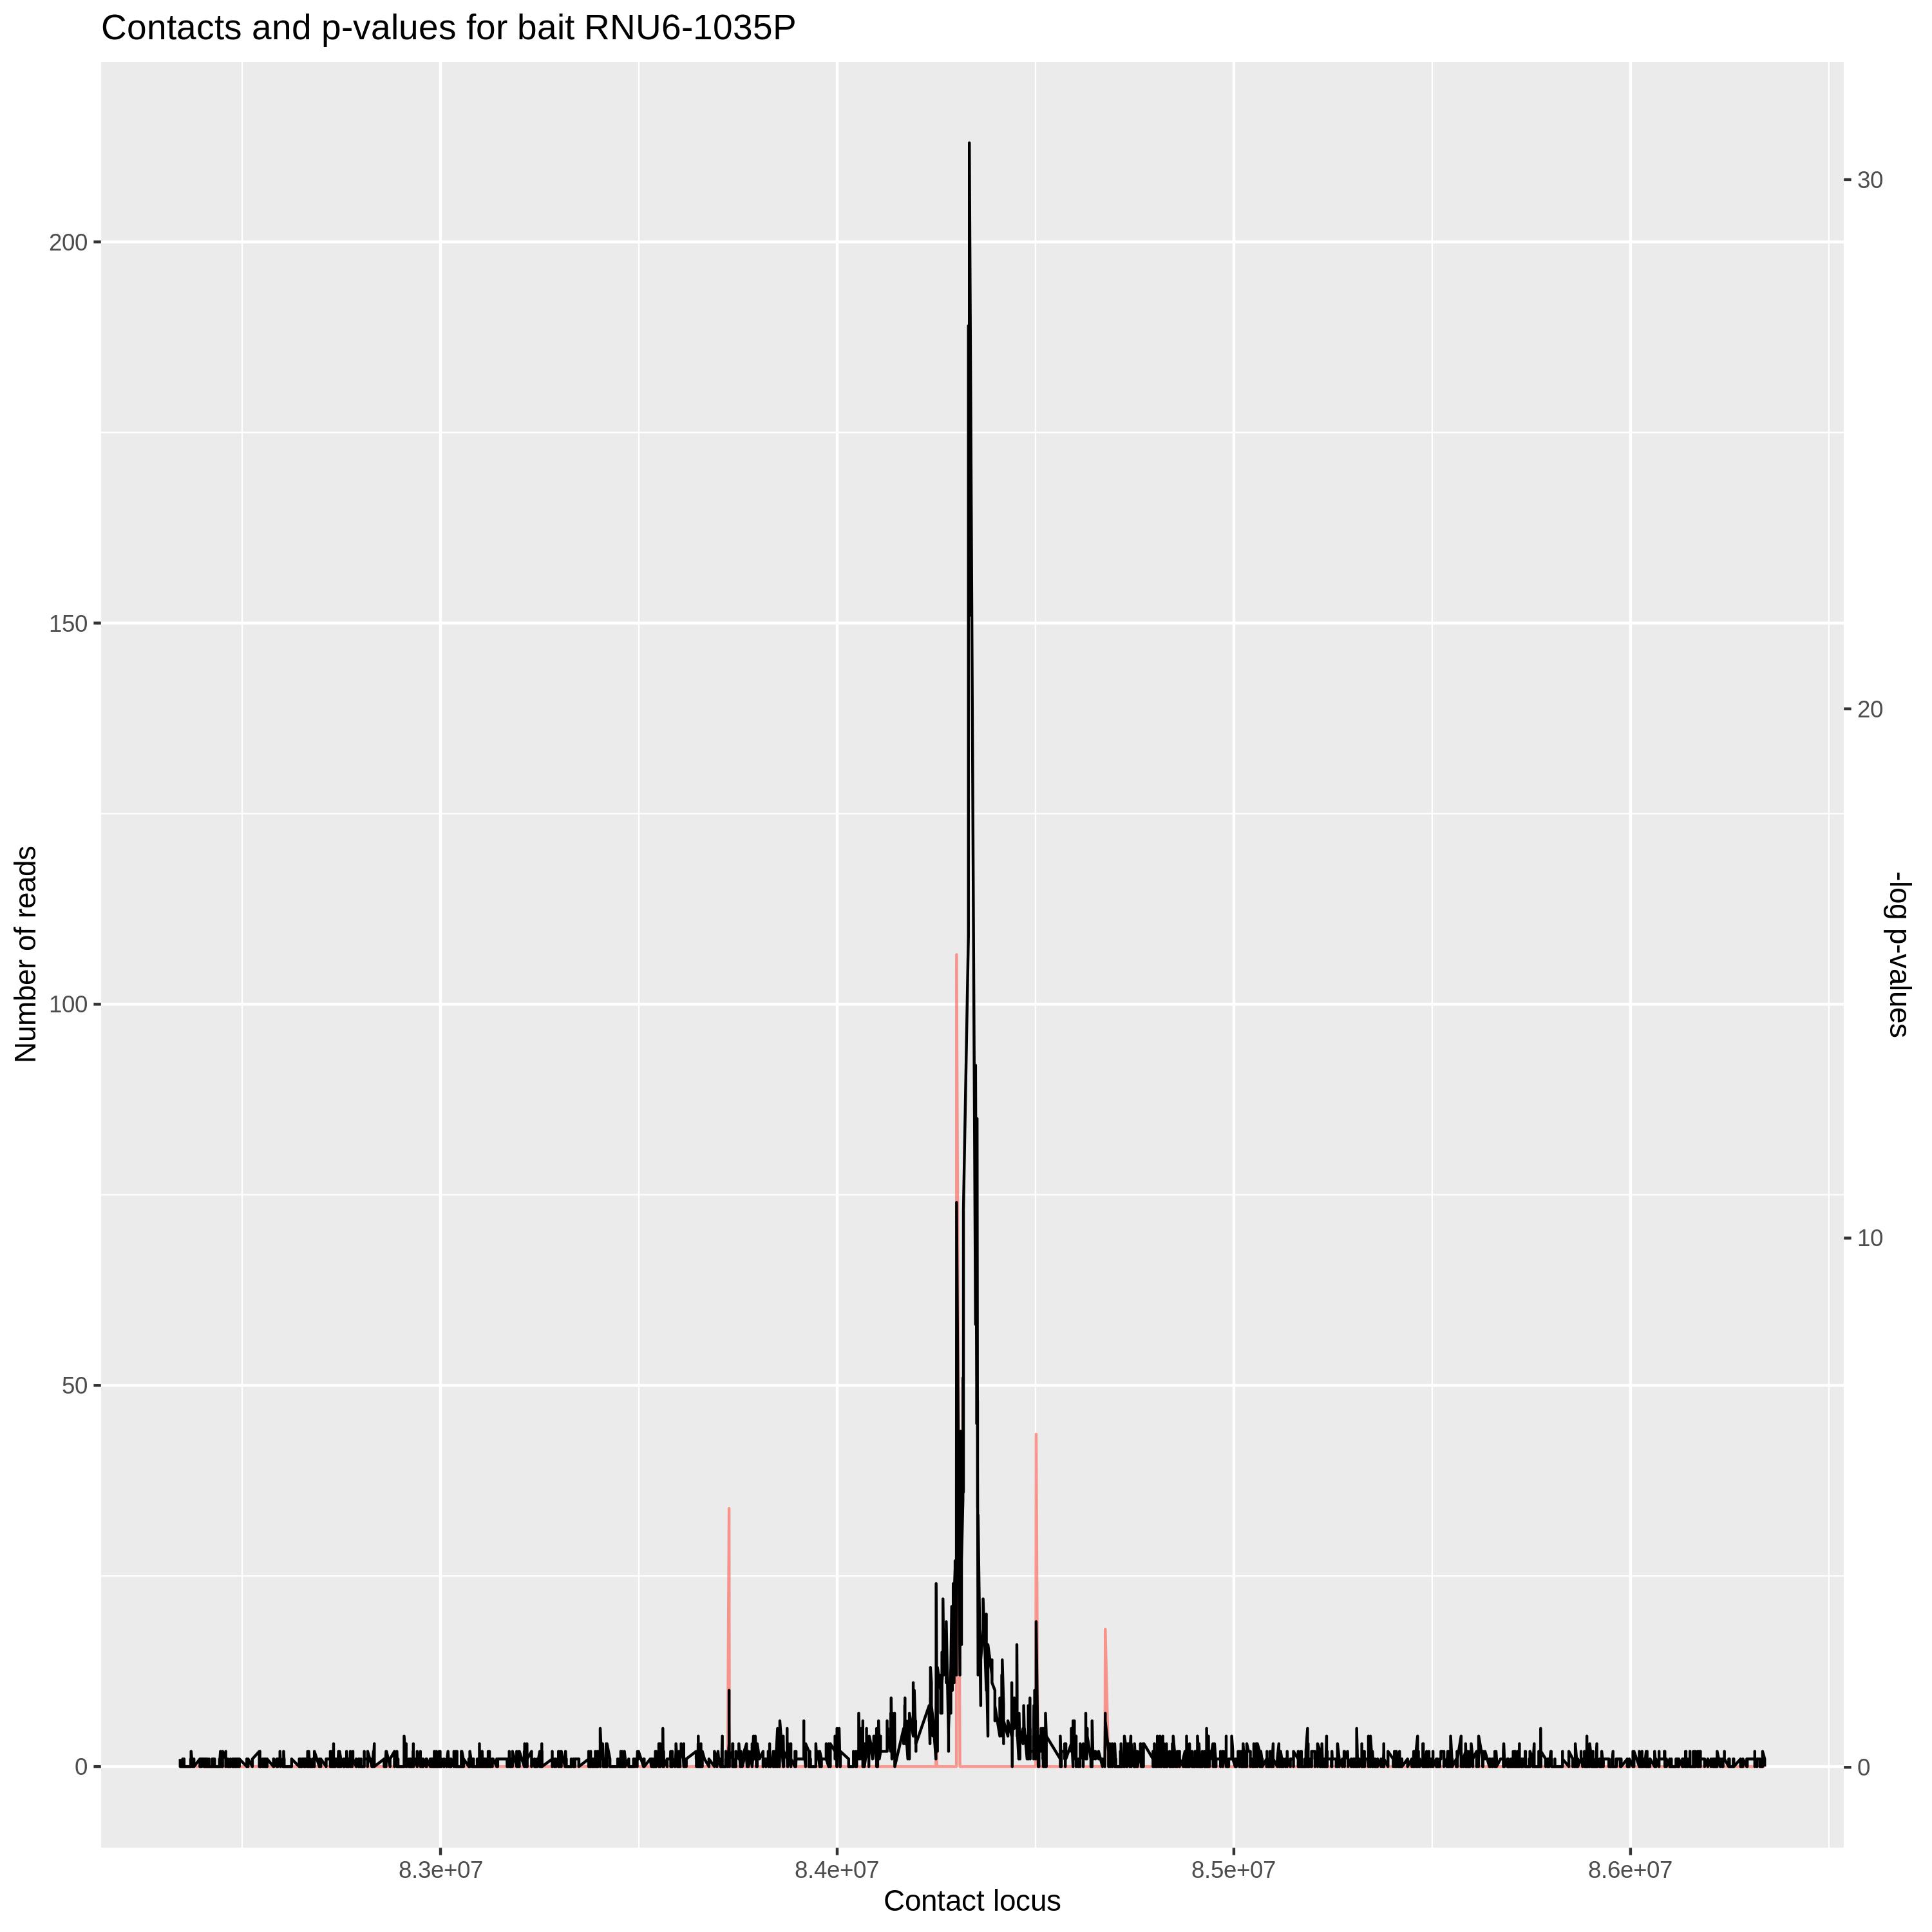 Contacts and p-values for bait RNU6-1035P
Number of reads
200
150
100
50
0
30
20
10
0
-log p-values
8.3e+07 8.4e+07 8.5e+07 8.6e+07
Contact locus